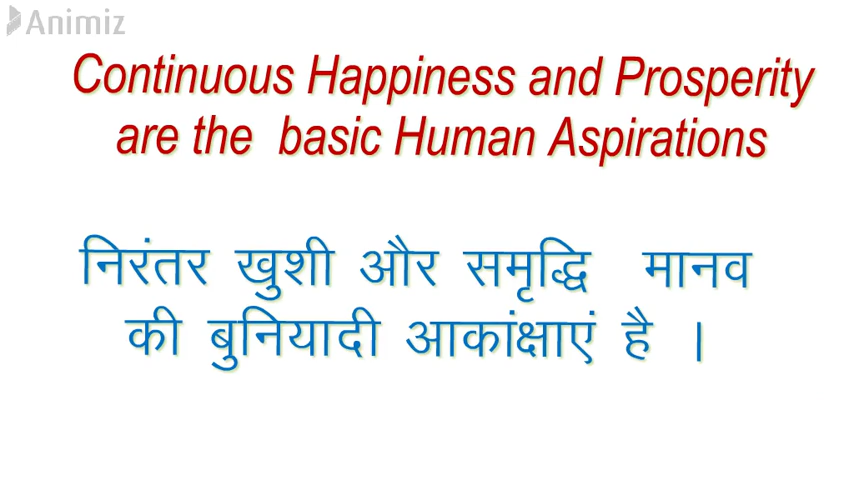 Animiz
Continuous Happiness and Prosperity
are the basic Human Aspirations
निरंतर खुशी और समृद्धि मानव
की बुनियादी आकांक्षाएं है ।